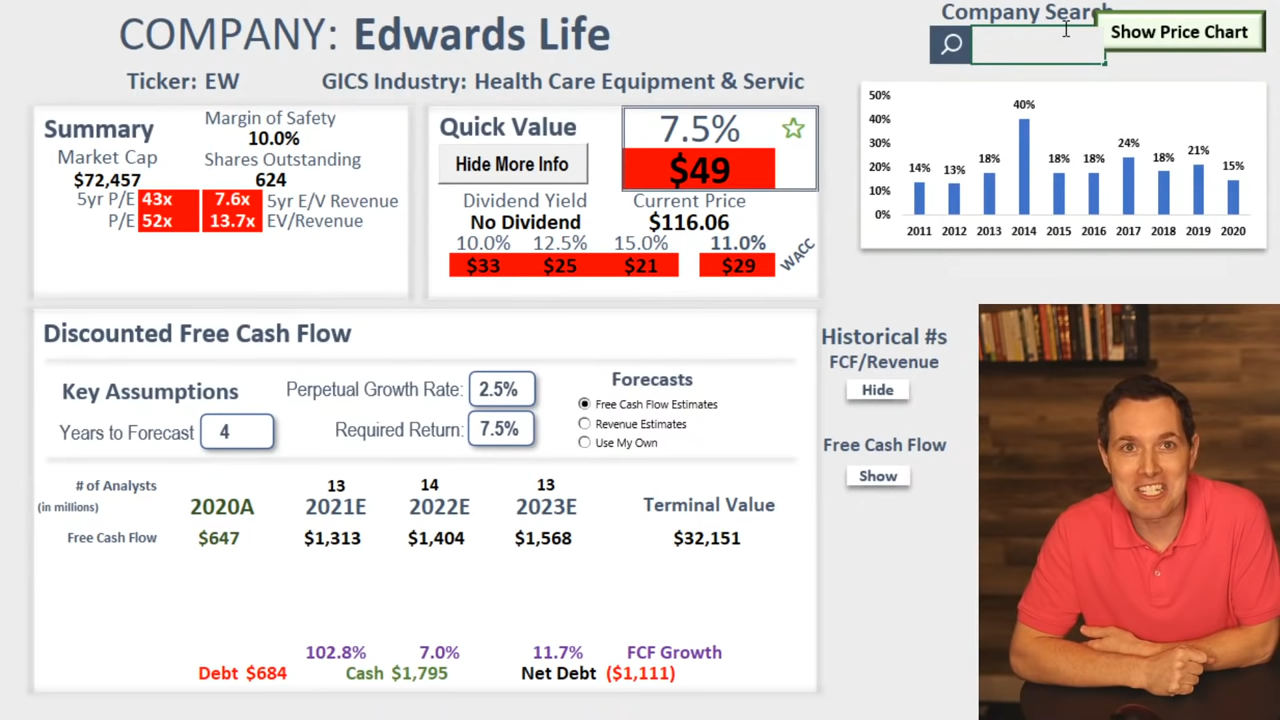 COMPANY: Edwards Life
Ticker: EW GICS Industry: Health Care Equipment & Servic
Company Search
Show Price Chart
Summary
Margin of Safety
10.0%
Market Cap Shares Outstanding
$72,457 624
5yr P/E 43x 7.6x 5yr E/V Revenue
P/E 52x 13.7x EV/Revenue
Quick Value
7.5%
Hide More Info
$49
Dividend Yield Current Price
No Dividend $116.06
10.0% 12.5% 15.0% 11.0% WACC
$33 $25 $21 $29
50%
40%
30%
20%
10%
0%
14% 13% 18% 40% 18% 18% 24% 18% 21% 15%
2011 2012 2013 2014 2015 2016 2017 2018 2019 2020
Discounted Free Cash Flow
Key Assumptions
Years to Forecast 4
Perpetual Growth Rate: 2.5%
Required Return: 7.5%
Forecasts
Free Cash Flow Estimates
Revenue Estimates
Use My Own
Historical #s
FCF/Revenue
Hide
Free Cash Flow
Show
# of Analysts 13 14 13
(in millions) 2020A 2021E 2022E 2023E Terminal Value
Free Cash Flow $647 $1,313 $1,404 $1,568 $32,151
102.8% 7.0% 11.7% FCF Growth
Debt $684 Cash $1,795 Net Debt ($1,111)